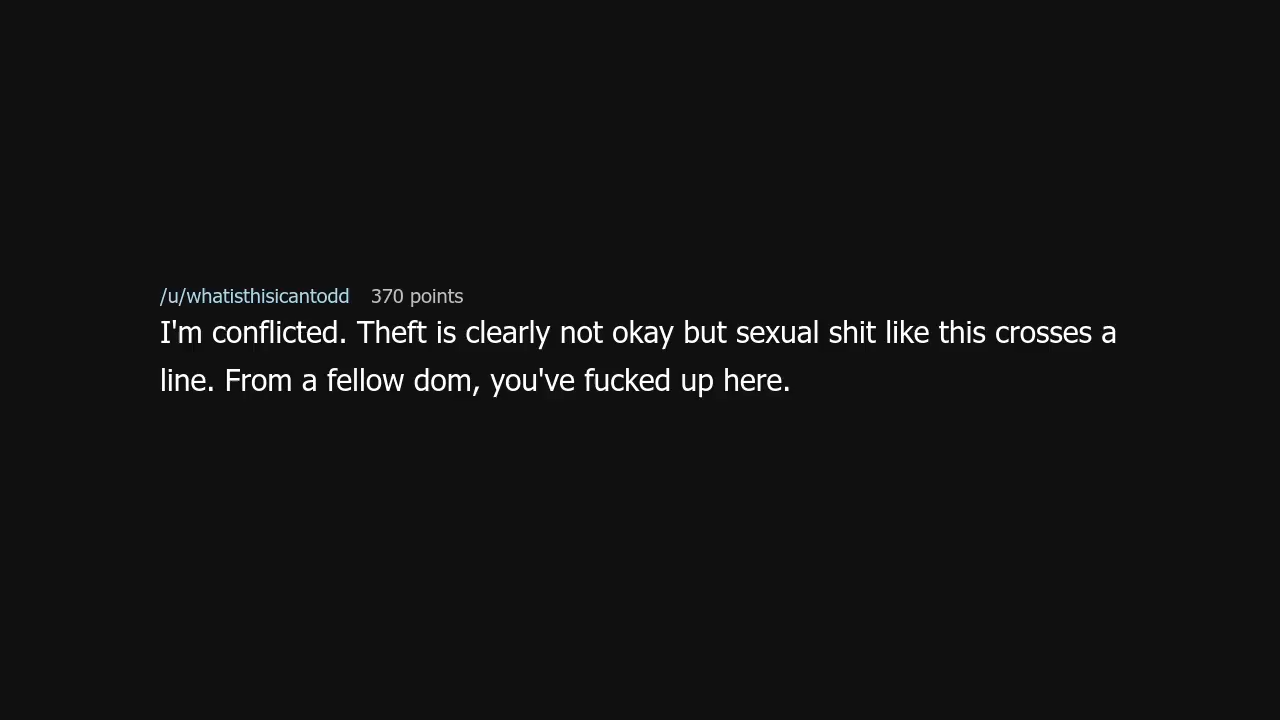 /u/whatisthisicantodd 370 points
I'm conflicted. Theft is clearly not okay but sexual shit like this crosses a
line. From a fellow dom, you've fucked up here.